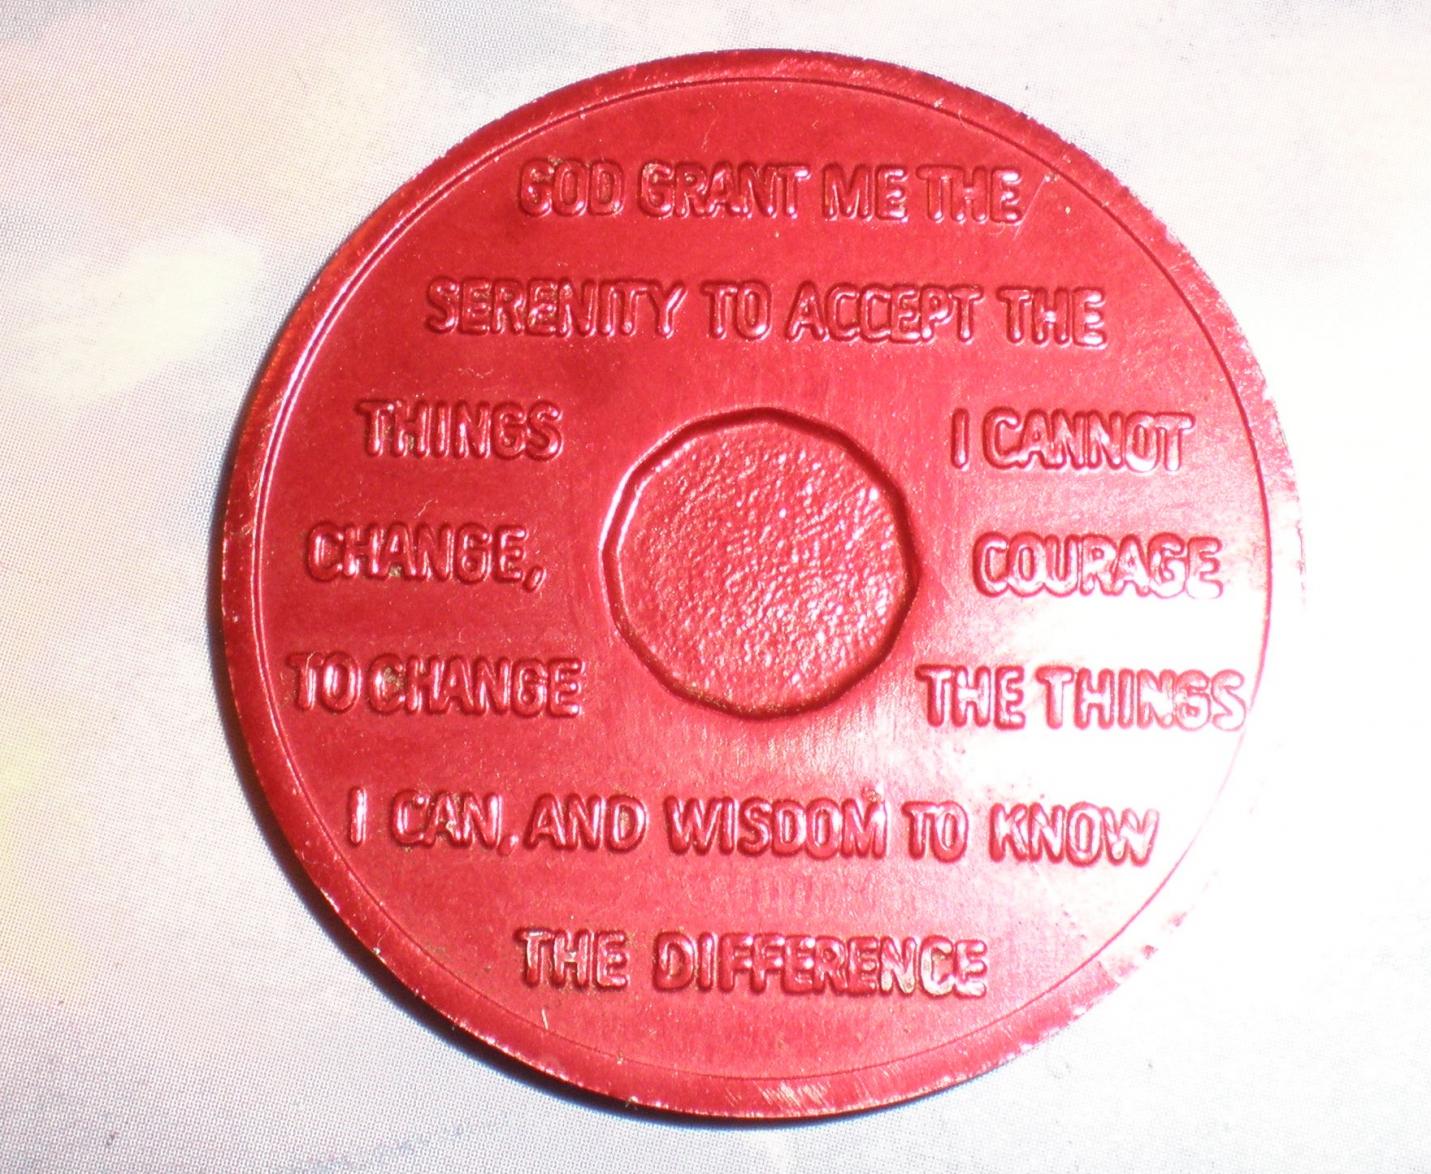 GOD GRANT ME THE
SERENITY TO ACCEPT THE
THINGS I CANNOT
CHANGE, COURAGE
TO CHANGE THE THINGS
I CAN, AND WISDOM TO KNOW
THE DIFFERENCE